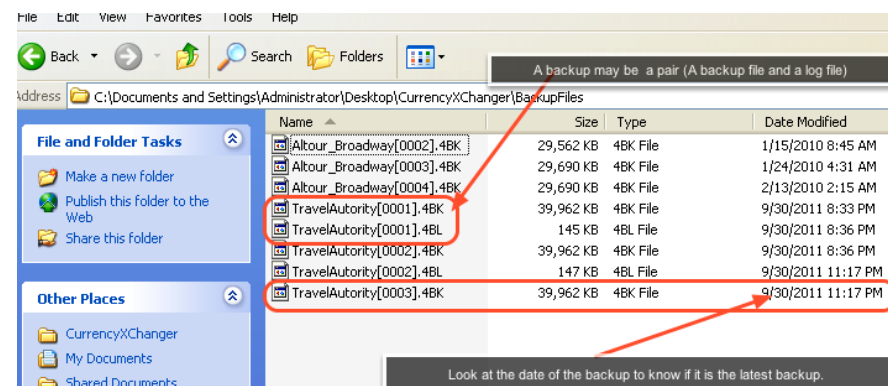 File Edit View Favorites Tools Help
Back Search Folders
A backup may be a pair (A backup file and a log file)
Address C:\Documents and Settings\Administrator\Desktop\CurrencyXChanger\BackupFiles
Name Size Type Date Modified
File and Folder Tasks
Make a new folder
Publish this folder to the
Web
Share this folder
Other Places
CurrencyXChanger
My Documents
Shared Documents
Altour_Broadway[0002].4BK 29,562 KB 4BK File 1/15/2010 8:45 AM
Altour_Broadway[0003].4BK 29,690 KB 4BK File 1/24/2010 4:31 AM
Altour_Broadway[0004].4BK 29,690 KB 4BK File 2/13/2010 2:15 AM
TravelAutority[0001].4BK 39,962 KB 4BK File 9/30/2011 8:33 PM
TravelAutority[0001].4BL 145 KB 4BL File 9/30/2011 8:36 PM
TravelAutority[0002].4BK 39,962 KB 4BK File 9/30/2011 8:36 PM
TravelAutority[0002].4BL 147 KB 4BL File 9/30/2011 11:17 PM
TravelAutority[0003].4BK 39,962 KB 4BK File 9/30/2011 11:17 PM
Look at the date of the backup to know if it is the latest backup.